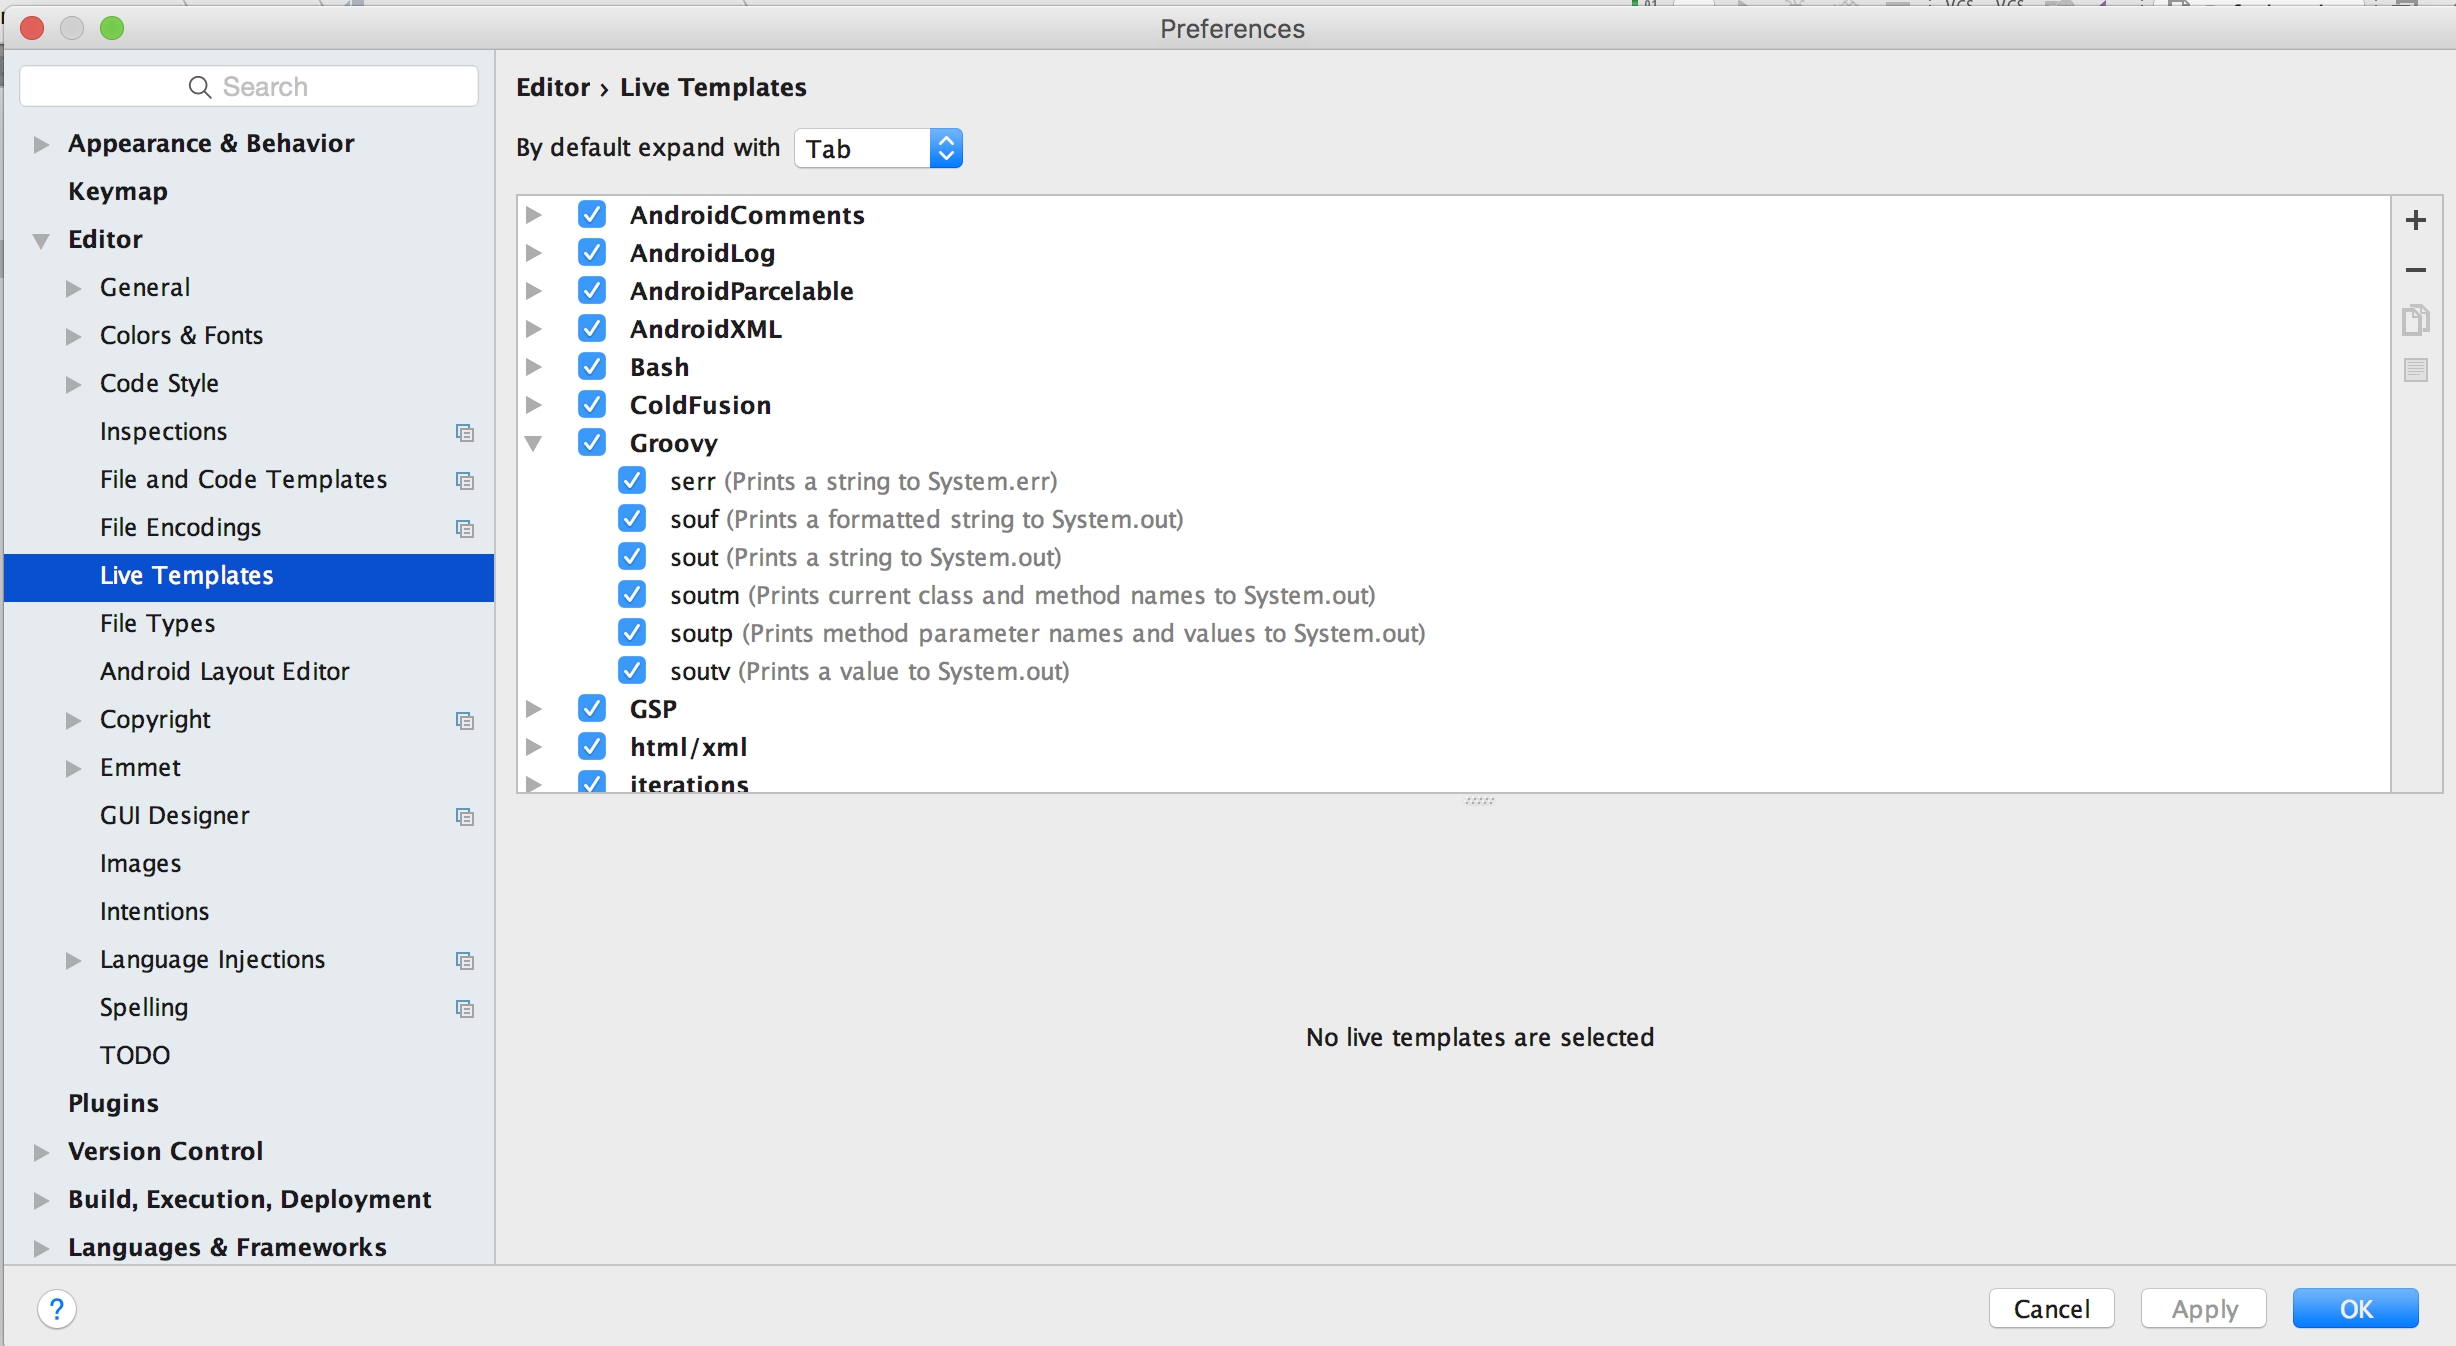 Preferences
Search
Appearance & Behavior
Keymap
Editor
General
Colors & Fonts
Code Style
Inspections
File and Code Templates
File Encodings
Live Templates
File Types
Android Layout Editor
Copyright
Emmet
GUI Designer
Images
Intentions
Language Injections
Spelling
TODO
Plugins
Version Control
Build, Execution, Deployment
Languages & Frameworks
Editor › Live Templates
By default expand with Tab
AndroidComments
AndroidLog
AndroidParcelable
AndroidXML
Bash
ColdFusion
Groovy
serr (Prints a string to System.err)
souf (Prints a formatted string to System.out)
sout (Prints a string to System.out)
soutm (Prints current class and method names to System.out)
soutp (Prints method parameter names and values to System.out)
soutv (Prints a value to System.out)
GSP
html/xml
iterations
No live templates are selected
?
Cancel
Apply
OK